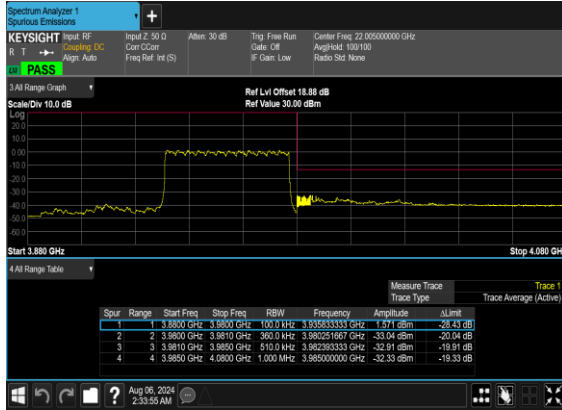 Spectrum Analyzer 1
Spurious Emissions
KEYSIGHT Input: RF Input Z: 50 Ω Atten: 30 dB Trig: Free Run Center Freq: 22.005000000 GHz
R T Coupling: DC Corr CCorr Gate: Off Avg|Hold: 100/100
Align: Auto Freq Ref: Int (S) IF Gain: Low Radio Std: None
PASS
3 All Range Graph Ref Lvl Offset 18.88 dB
Scale/Div 10.0 dB Ref Value 30.00 dBm
Log
20.0
10.0
0.00
-10.0
-20.0
-30.0
-40.0
-50.0
-60.0
Start 3.880 GHz Stop 4.080 GH
4 All Range Table
Measure Trace Trace 1
Trace Type Trace Average (Active)
Spur Range Start Freq Stop Freq RBW Frequency Amplitude ΔLimit
1 1 3.8800 GHz 3.9800 GHz 100.0 kHz 3.935833333 GHz 1.571 dBm -28.43 dB
2 2 3.9800 GHz 3.9810 GHz 360.0 kHz 3.980251667 GHz -33.04 dBm -20.04 dB
3 3 3.9810 GHz 3.9850 GHz 510.0 kHz 3.982393333 GHz -32.91 dBm -19.91 dB
4 4 3.9850 GHz 4.0800 GHz 1.000 MHz 3.985000000 GHz -32.33 dBm -19.33 dB
? Aug 06, 2024
2:33:55 AM